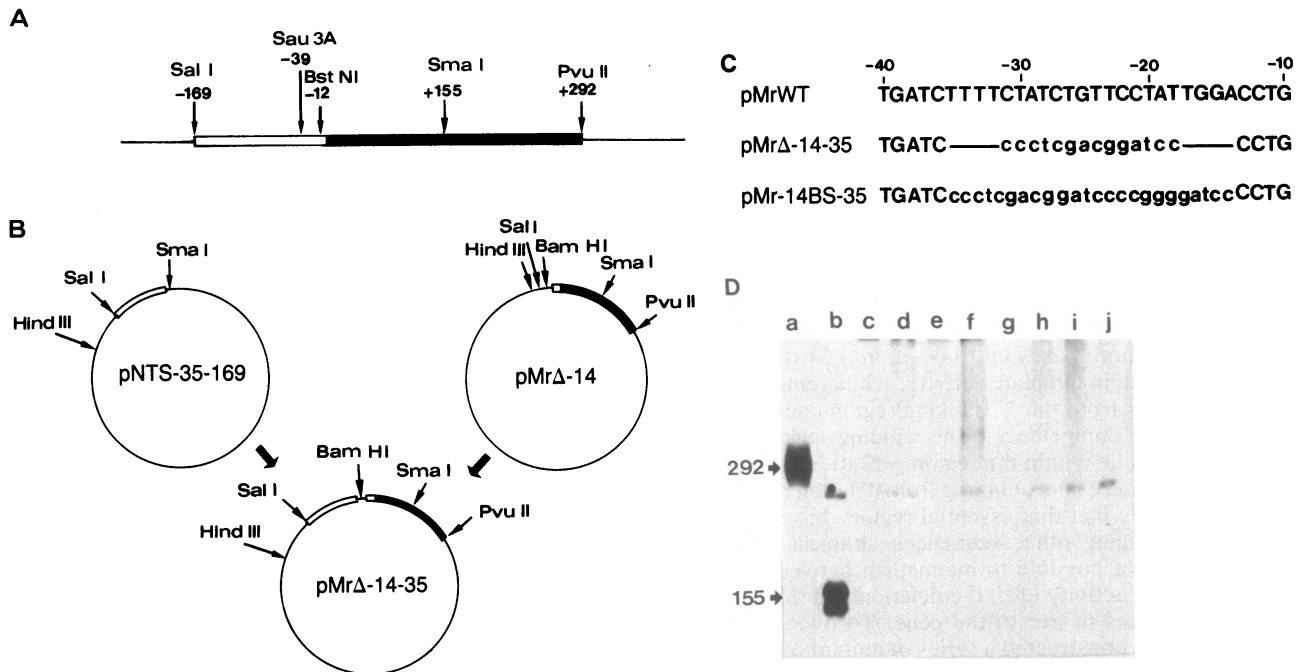 A
Sau 3A
-39
Sal I
-169
Bst NI
-12
Sma I
+155
Pvu II
+292
B
Sma I
Sal I
Hind III
pNTS-35-169
Sal I
Hind III
Bam HI
Sma I
Pvu II
pMrΔ-14
Bam HI
Sma I
Sal I
Pvu II
Hind III
pMrΔ-14-35
C
-40 -30 -20 -10
pMrWT TGATCTTTTCTATCTGTTCCTATTGGACCTG
pMrΔ-14-35 TGATC——ccctcgacggatcc——CCTG
pMr-14BS-35 TGATCccctcgacggatccccggggatccCCTG
D
a b c d e f g h i j
292
155